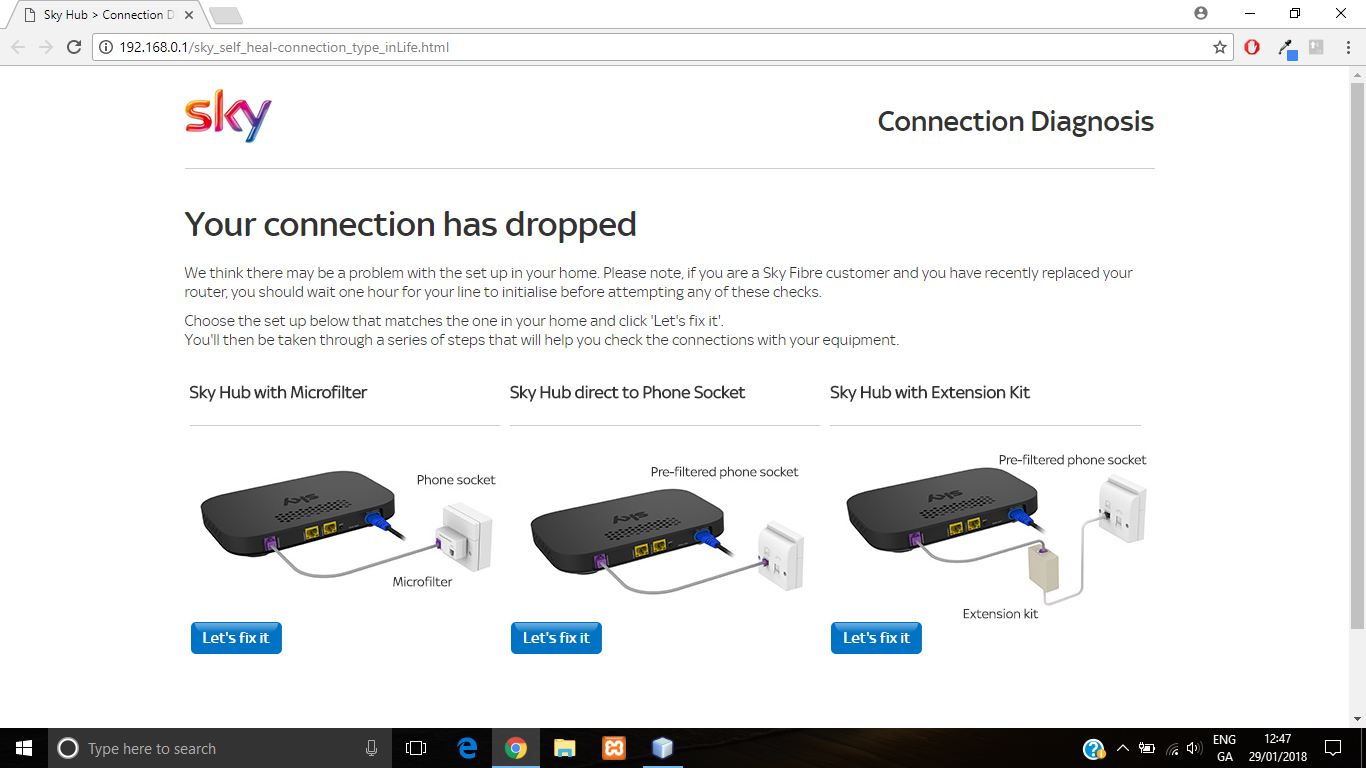 Sky Hub > Connection D
192.168.0.1/sky_self_heal-connection_type_inLife.html
sky
Connection Diagnosis
Your connection has dropped
We think there may be a problem with the set up in your home. Please note, if you are a Sky Fibre customer and you have recently replaced your
router, you should wait one hour for your line to initialise before attempting any of these checks.
Choose the set up below that matches the one in your home and click 'Let's fix it'.
You'll then be taken through a series of steps that will help you check the connections with your equipment.
Sky Hub with Microfilter
Sky Hub direct to Phone Socket
Sky Hub with Extension Kit
Phone socket
sky
Microfilter
Pre-filtered phone socket
sky
Pre-filtered phone socket
sky
Extension kit
Let's fix it
Let's fix it
Let's fix it
Type here to search
ENG
GA
12:47
29/01/2018